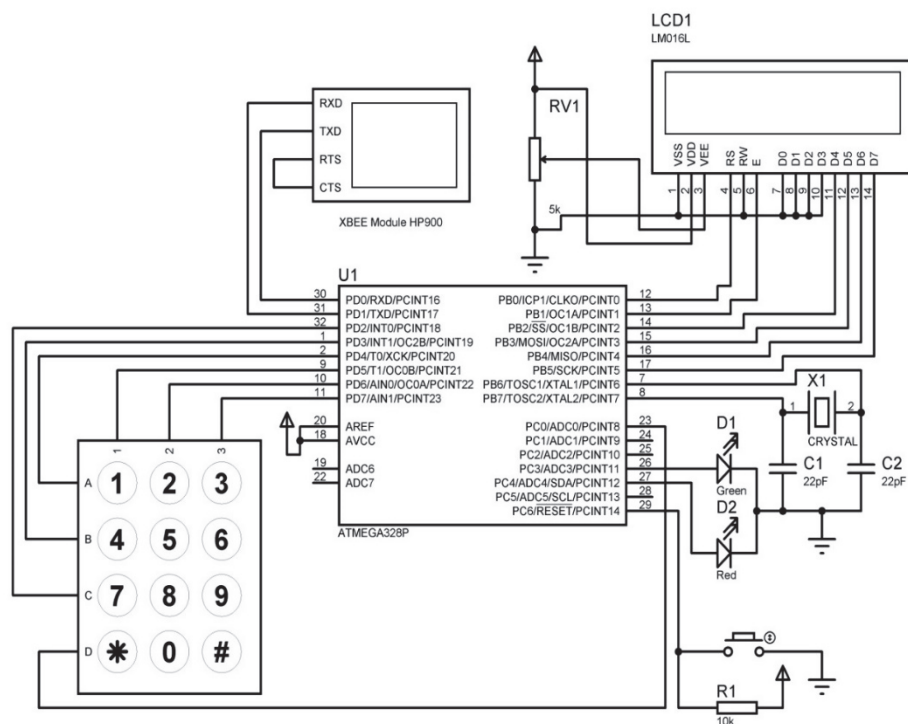 LCD1
LM016L
VSS VDD VEE RS RW E D0 D1 D2 D3 D4 D5 D6 D7
1 2 3 4 5 6 7 8 9 10 11 12 13 14
RV1
5k
RXD
TXD
RTS
CTS
XBEE Module HP900
U1
30 PD0/RXD/PCINT16 PB0/ICP1/CLKO/PCINT0 12
31 PD1/TXD/PCINT17 PB1/OC1A/PCINT1 13
32 PD2/INT0/PCINT18 PB2/SS/OC1B/PCINT2 14
1 PD3/INT1/OC2B/PCINT19 PB3/MOSI/OC2A/PCINT3 15
2 PD4/T0/XCK/PCINT20 PB4/MISO/PCINT4 16
9 PD5/T1/OC0B/PCINT21 PB5/SCK/PCINT5 17
10 PD6/AIN0/OC0A/PCINT22 PB6/TOSC1/XTAL1/PCINT6 7
11 PD7/AIN1/PCINT23 PB7/TOSC2/XTAL2/PCINT7 8
20 AREF PC0/ADC0/PCINT8 23
18 AVCC PC1/ADC1/PCINT9 24
PC2/ADC2/PCINT10 25
19 ADC6 PC3/ADC3/PCINT11 26
22 ADC7 PC4/ADC4/SDA/PCINT12 27
PC5/ADC5/SCL/PCINT13 28
PC6/RESET/PCINT14 29
ATMEGA328P
X1
1 2
CRYSTAL
D1
Green
D2
Red
C1
22pF
C2
22pF
1 2 3
A 1 2 3
B 4 5 6
C 7 8 9
D * 0 #
R1
10k